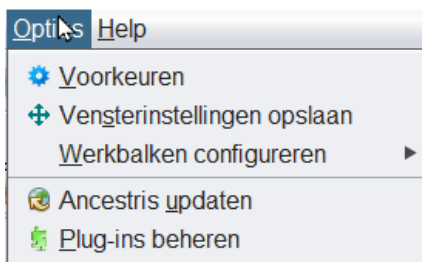 Help
Voorkeuren
Vensterinstellingen opslaan
Werkbalken configureren
Ancestris updaten
Plug-ins beheren